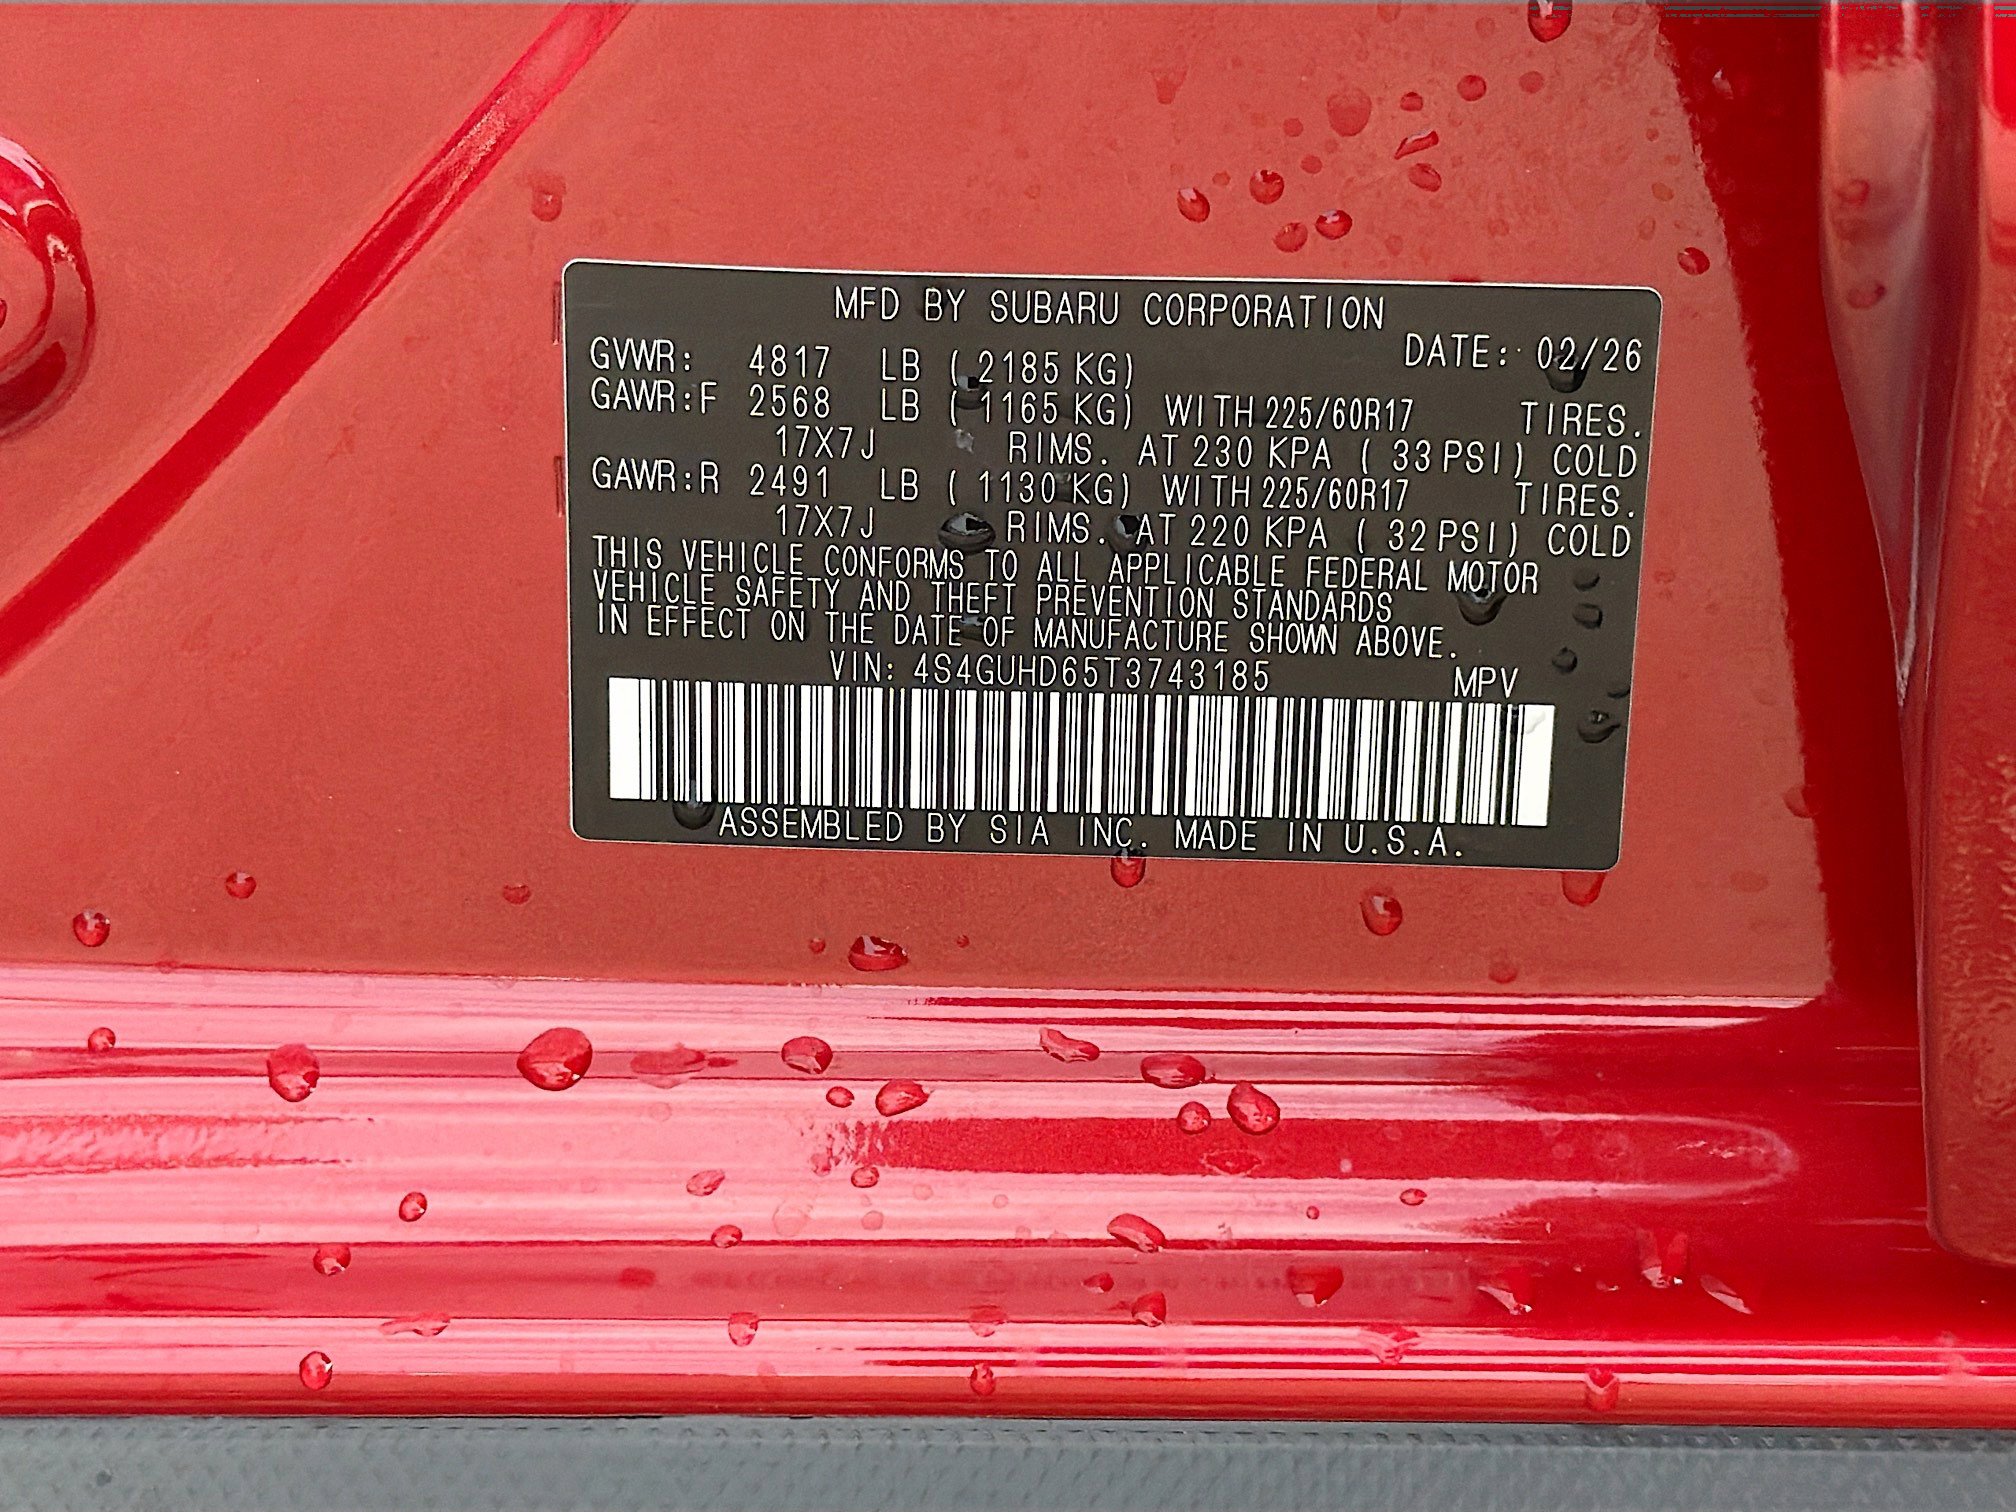 MFD BY SUBARU CORPORATION
DATE: 02/26
GVWR: 4817 LB ( 2185 KG)
GAWR:F 2568 LB ( 1165 KG) WITH 225/60R17 TIRES.
17X7J RIMS. AT 230 KPA ( 33 PSI) COLD
GAWR:R 2491 LB ( 1130 KG) WITH 225/60R17 TIRES.
17X7J RIMS. AT 220 KPA ( 32 PSI) COLD
THIS VEHICLE CONFORMS TO ALL APPLICABLE FEDERAL MOTOR
VEHICLE SAFETY AND THEFT PREVENTION STANDARDS
IN EFFECT ON THE DATE OF MANUFACTURE SHOWN ABOVE.
VIN: 4S4GUHD65T3743185 MPV
ASSEMBLED BY SIA INC. MADE IN U.S.A.